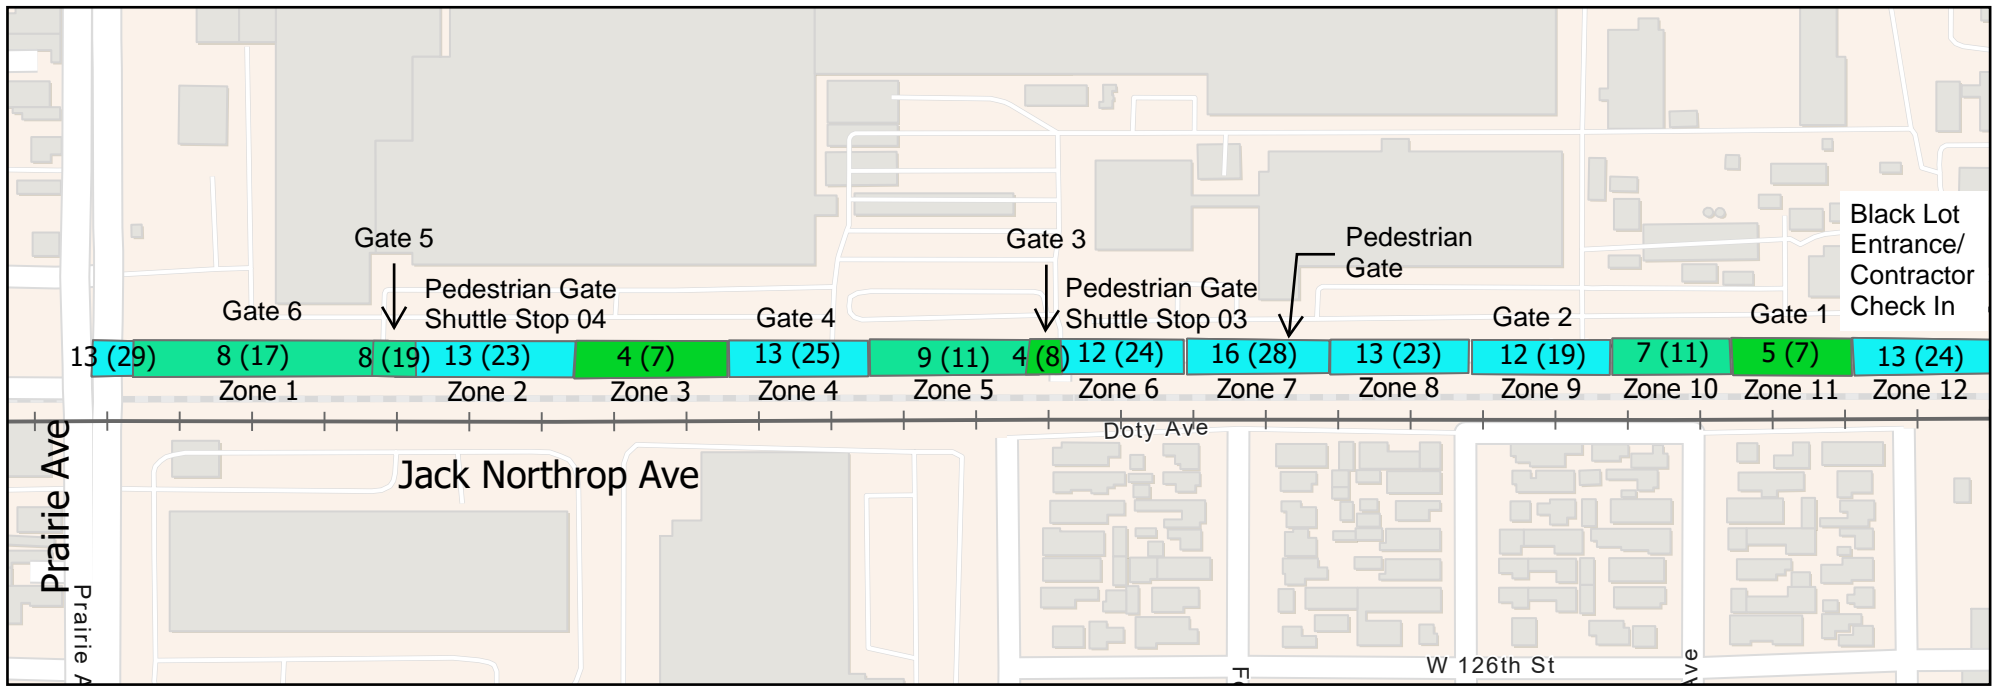 Black Lot
Entrance/
Contractor
Check In
Gate 5
Gate 3
Pedestrian
Gate
Pedestrian Gate
Shuttle Stop 04
Pedestrian Gate
Shuttle Stop 03
Gate 6
Gate 4
Gate 2
Gate 1
13 (29)
8 (17)
8 (19)
13 (23)
4 (7)
13 (25)
9 (11)
4 (8)
12 (24)
16 (28)
13 (23)
12 (19)
7 (11)
5 (7)
13 (24)
Zone 1
Zone 2
Zone 3
Zone 4
Zone 5
Zone 6
Zone 7
Zone 8
Zone 9
Zone 10
Zone 11
Zone 12
Doty Ave
Prairie Ave
Jack Northrop Ave
Prairie A
W 126th St
Fo
Ave